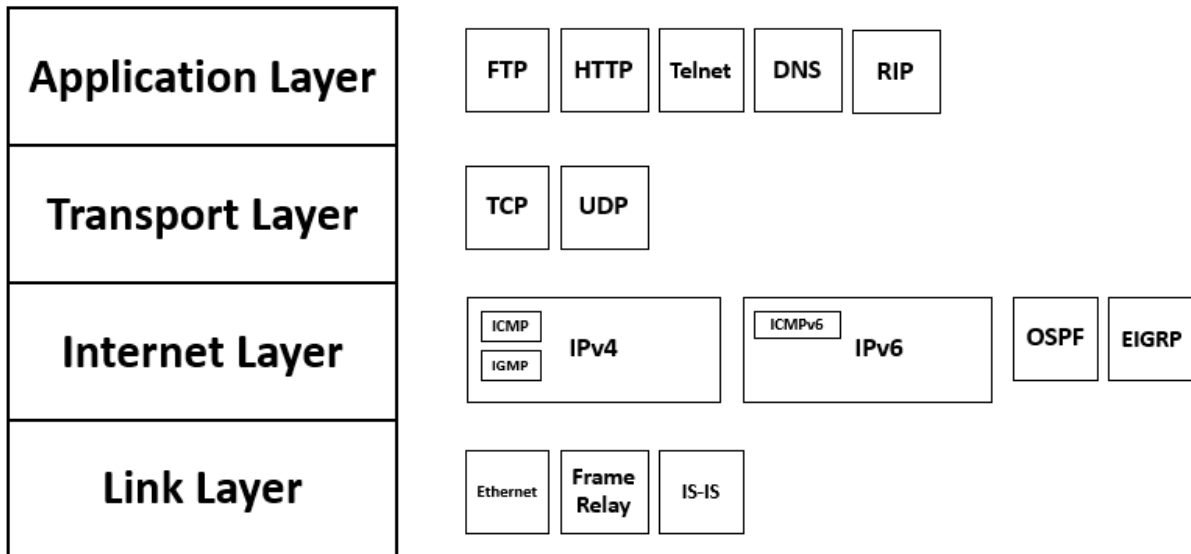 Application Layer
FTP
HTTP
Telnet
DNS
RIP
Transport Layer
TCP
UDP
Internet Layer
ICMP
IGMP
IPv4
ICMPv6
IPv6
OSPF
EIGRP
Link Layer
Ethernet
Frame
Relay
IS-IS